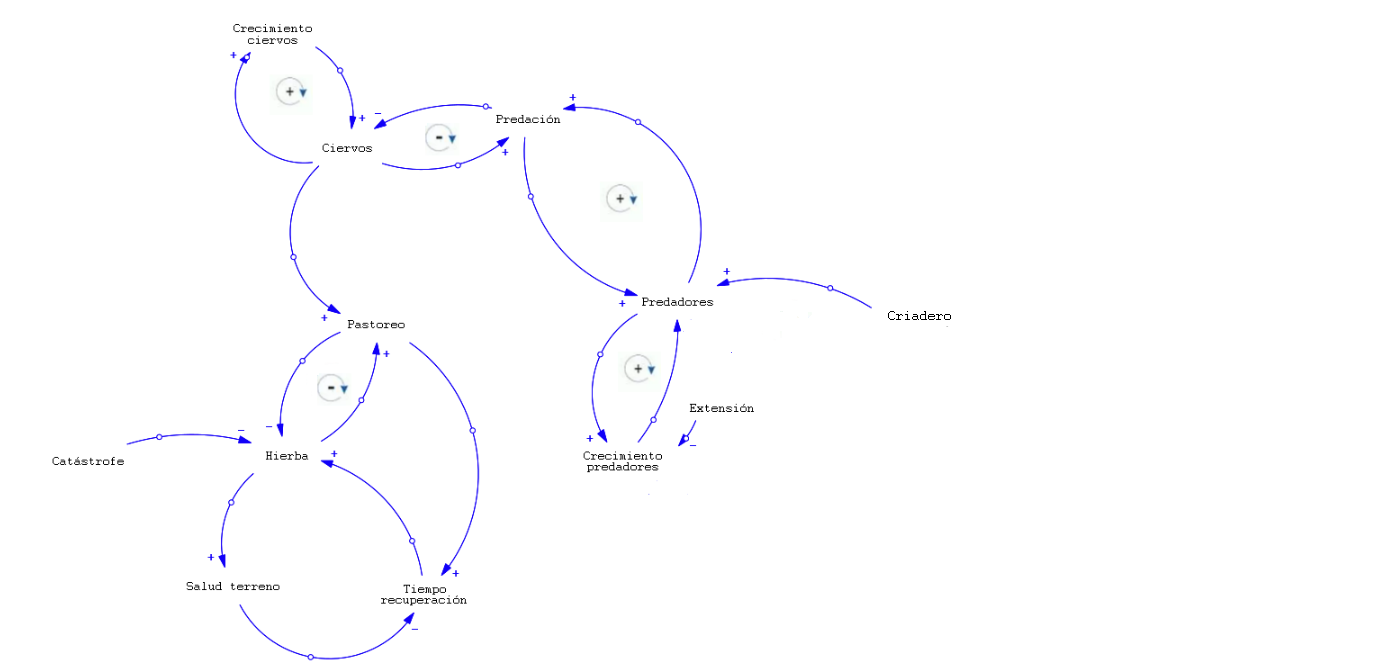 Crecimiento
ciervos
+
+
+
-
Predación
+
-
Ciervos
+
+
+
+
Predadores
+
Criadero
+
Pastoreo
+
+
-
Extensión
-
-
+
-
Catástrofe
Hierba
+
Crecimiento
predadores
+
+
Salud terreno
Tiempo
recuperación
-